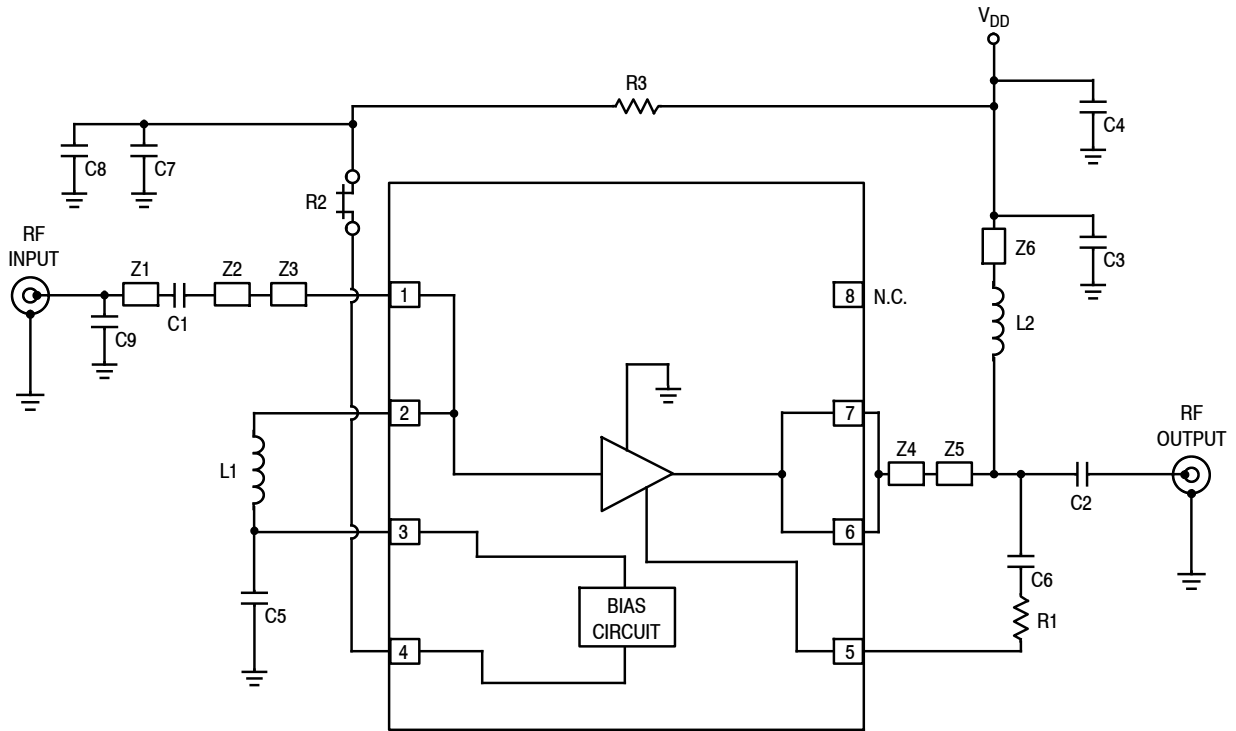 VDD
R3
C4
C8
C7
R2
RF
INPUT
Z6
C3
Z1
Z2
Z3
C1
C9
1
8
N.C.
L2
2
7
RF
OUTPUT
L1
Z4
Z5
C2
3
6
C6
C5
BIAS
CIRCUIT
R1
4
5